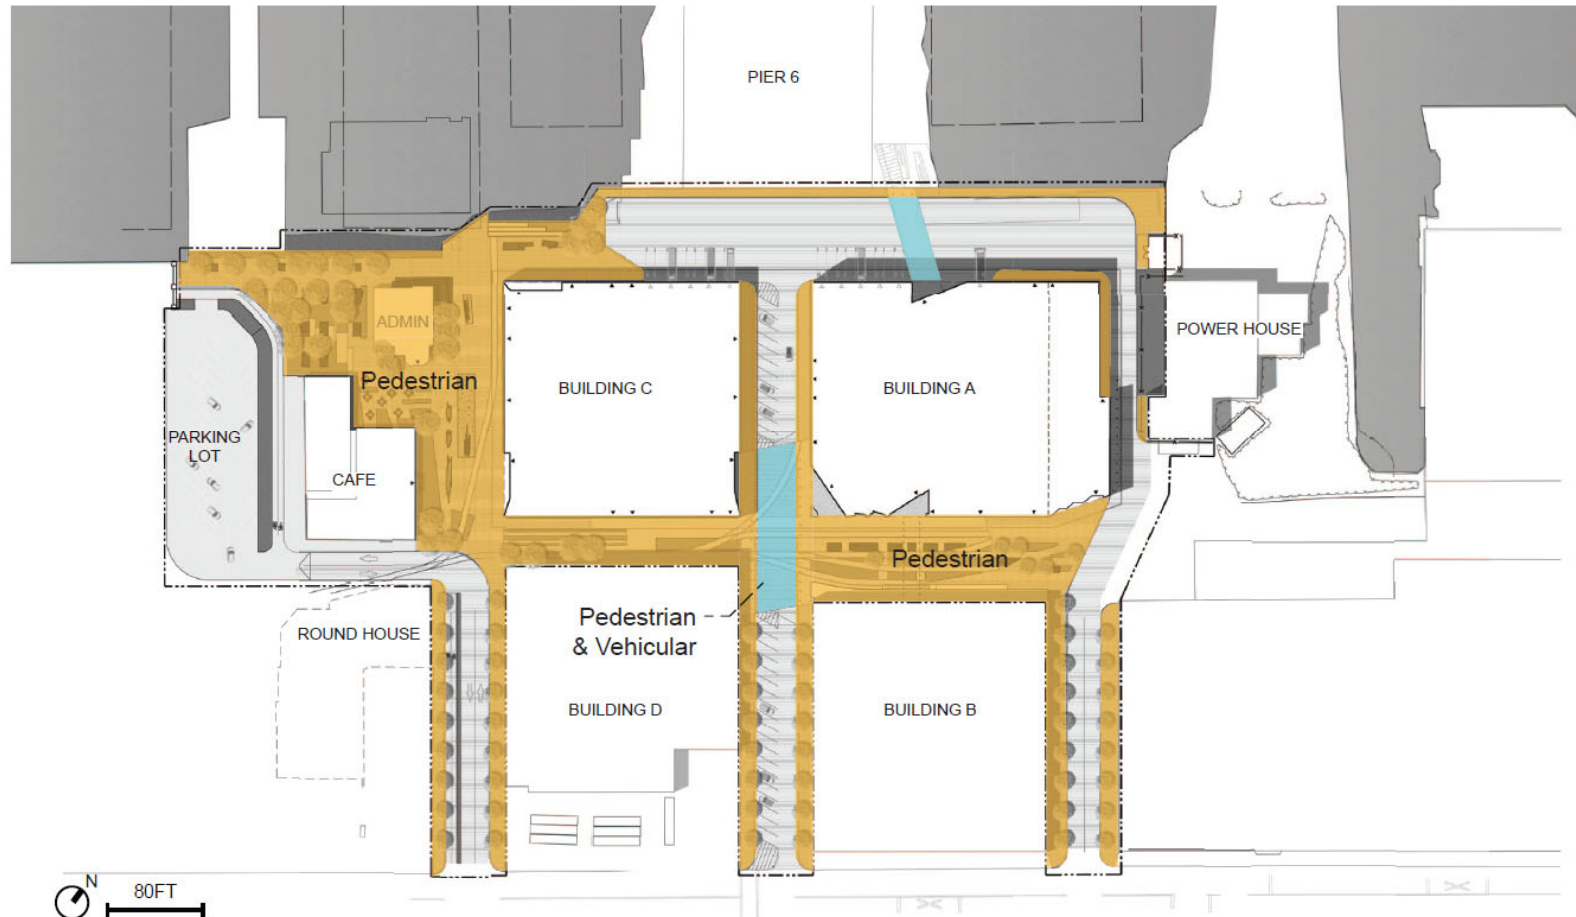 PIER 6
ADMIN
POWER HOUSE
Pedestrian
BUILDING C
BUILDING A
PARKING
LOT
CAFE
Pedestrian
Pedestrian
& Vehicular
ROUND HOUSE
BUILDING D
BUILDING B
N
80FT